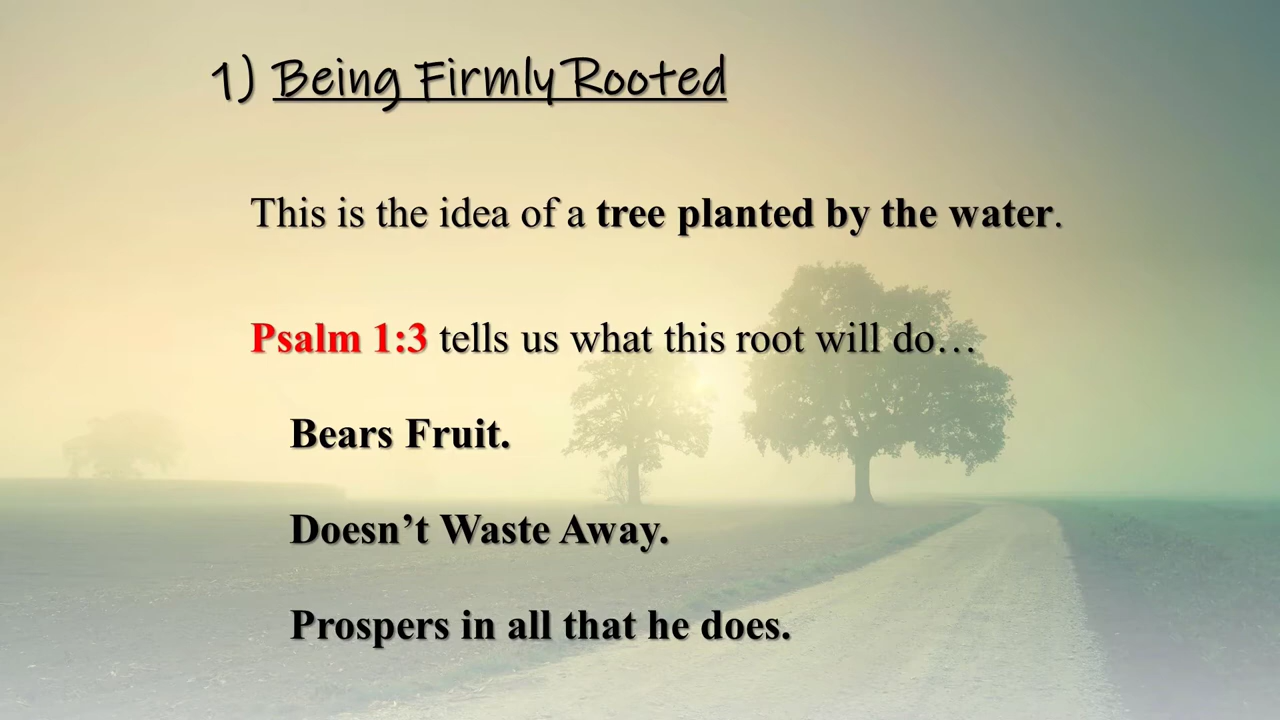 1) Being Firmly Rooted
This is the idea of a tree planted by the water.
Psalm 1:3 tells us what this root will do…
Bears Fruit.
Doesn’t Waste Away.
Prospers in all that he does.